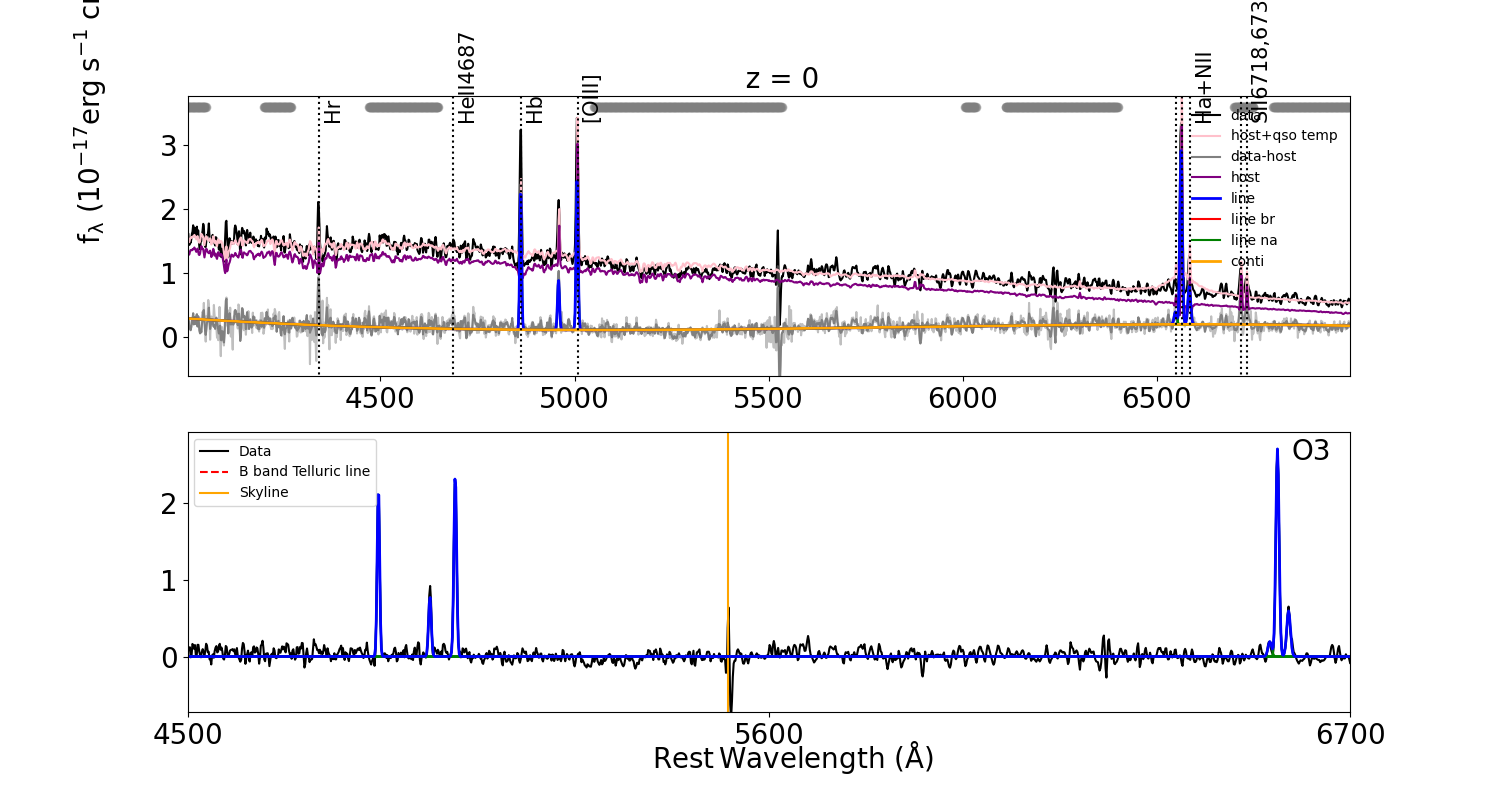 z = 0
fλ (10−17erg s−1 c
Hr
HeII4687
Hb
[OIII]
Ha+NII
SII6718,673
data
host+qso temp
data-host
host
line
line br
line na
conti
3
2
1
0
4500 5000 5500 6000 6500
Data
B band Telluric line
Skyline
O3
2
1
0
4500 5600 6700
Rest Wavelength (Å)